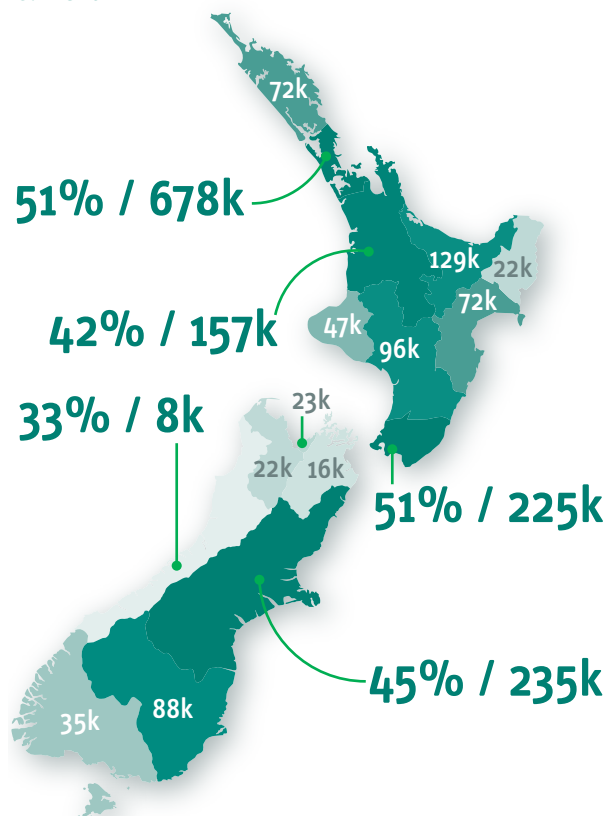 72k
51% / 678k
129k
22k
72k
42% / 157k
47k
96k
23k
33% / 8k
22k
16k
51% / 225k
45% / 235k
88k
35k